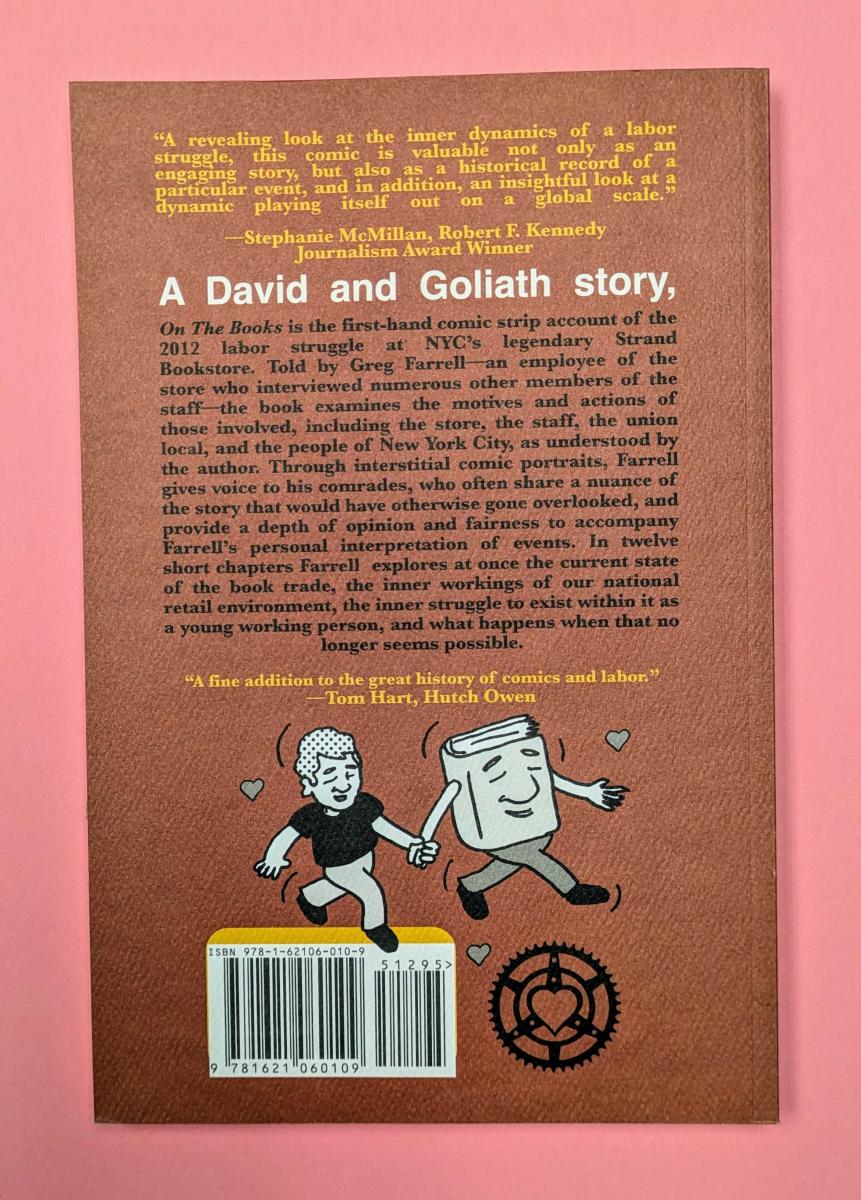 “A revealing look at the inner dynamics of a labor
struggle, this comic is valuable not only as an
engaging story, but also as a historical record of a
particular event, and in addition, an insightful look at a
dynamic playing itself out on a global scale.”
—Stephanie McMillan, Robert F. Kennedy
Journalism Award Winner
A David and Goliath story,
On The Books is the first-hand comic strip account of the
2012 labor struggle at NYC’s legendary Strand
Bookstore. Told by Greg Farrell—an employee of the
store who interviewed numerous other members of the
staff—the book examines the motives and actions of
those involved, including the store, the staff, the union
local, and the people of New York City, as understood by
the author. Through interstitial comic portraits, Farrell
gives voice to his comrades, who often share a nuance of
the story that would have otherwise gone overlooked, and
provide a depth of opinion and fairness to accompany
Farrell’s personal interpretation of events. In twelve
short chapters Farrell explores at once the current state
of the book trade, the inner workings of our national
retail environment, the inner struggle to exist within it as
a young working person, and what happens when that no
longer seems possible.
“A fine addition to the great history of comics and labor.”
—Tom Hart, Hutch Owen
ISBN 978-1-62106-010-9
51295>
9 781621 060109